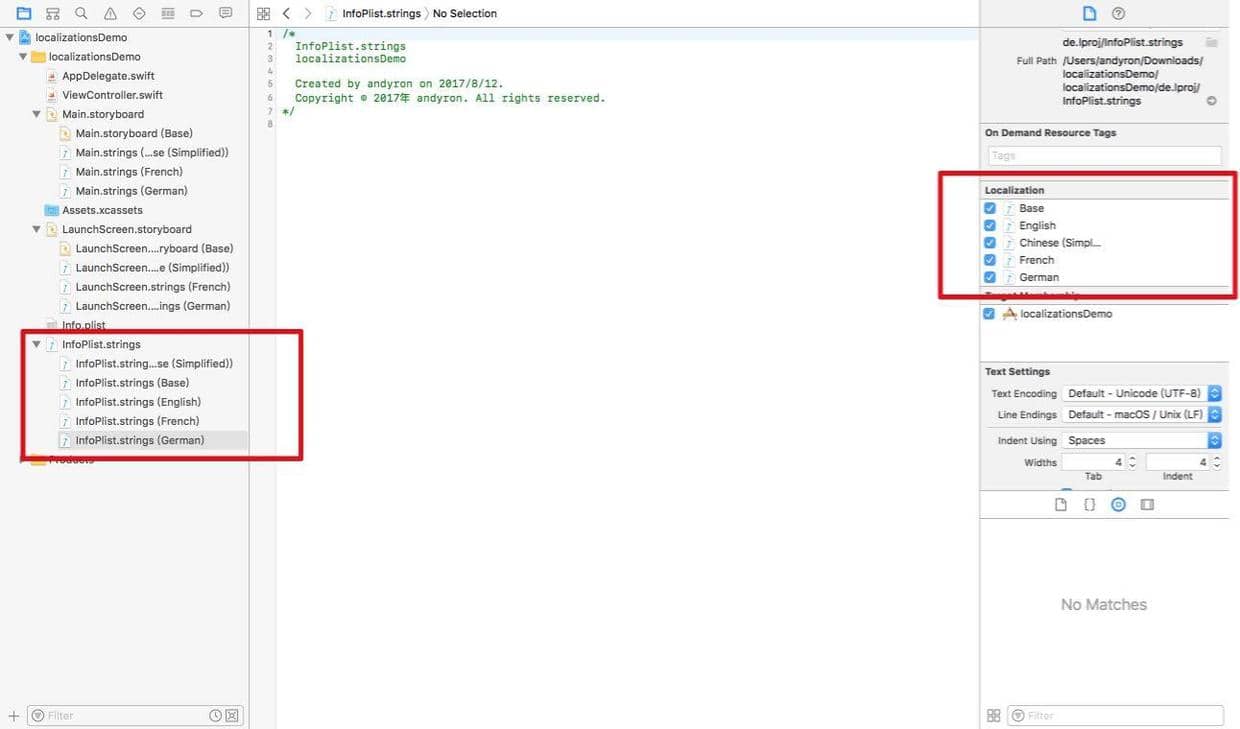 InfoPlist.strings 〉 No Selection
localizationsDemo
localizationsDemo
AppDelegate.swift
ViewController.swift
Main.storyboard
Main.storyboard (Base)
Main.strings (...se (Simplified))
Main.strings (French)
Main.strings (German)
Assets.xcassets
LaunchScreen.storyboard
LaunchScreen....ryboard (Base)
LaunchScreen....e (Simplified))
LaunchScreen.strings (French)
LaunchScreen....ings (German)
Info.plist
InfoPlist.strings
InfoPlist.string...se (Simplified))
InfoPlist.strings (Base)
InfoPlist.strings (English)
InfoPlist.strings (French)
InfoPlist.strings (German)
Products
Filter
1 /*
2 InfoPlist.strings
3 localizationsDemo
4
5 Created by andyron on 2017/8/12.
6 Copyright © 2017年 andyron. All rights reserved.
7 */
8
de.lproj/InfoPlist.strings
Full Path /Users/andyron/Downloads/
localizationsDemo/
localizationsDemo/de.lproj/
InfoPlist.strings
On Demand Resource Tags
Tags
Localization
Base
English
Chinese (Simpl...
French
German
Target Membership
localizationsDemo
Text Settings
Text Encoding Default - Unicode (UTF-8)
Line Endings Default - macOS / Unix (LF)
Indent Using Spaces
Widths 4 4
Tab Indent
No Matches
Filter